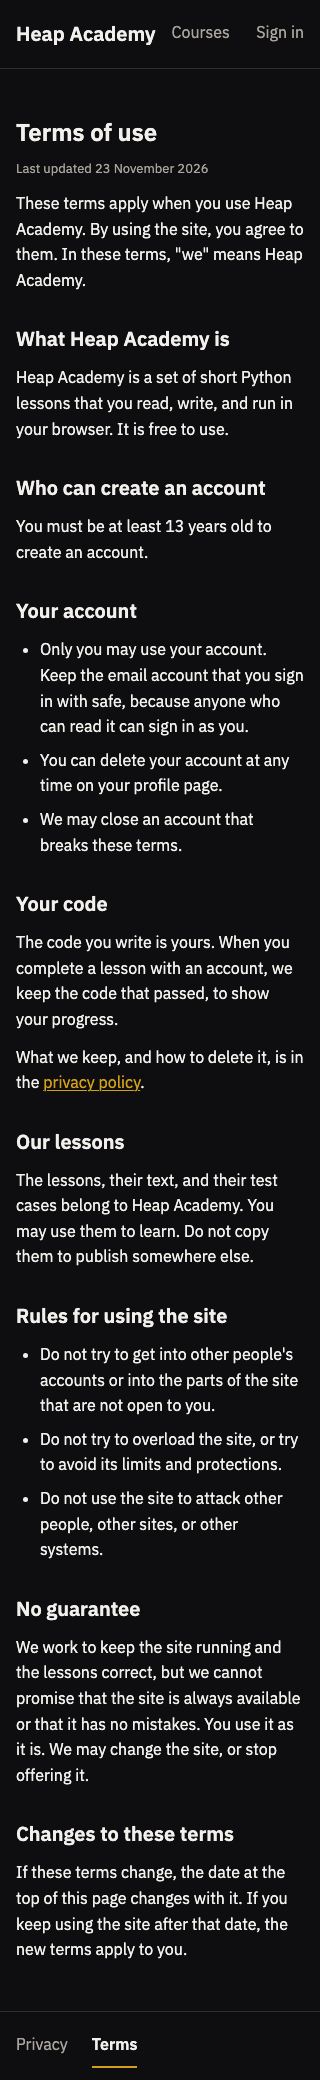 Heap Academy Courses Sign in
Terms of use
Last updated 23 November 2026
These terms apply when you use Heap
Academy. By using the site, you agree to
them. In these terms, "we" means Heap
Academy.
What Heap Academy is
Heap Academy is a set of short Python
lessons that you read, write, and run in
your browser. It is free to use.
Who can create an account
You must be at least 13 years old to
create an account.
Your account
• Only you may use your account.
Keep the email account that you sign
in with safe, because anyone who
can read it can sign in as you.
• You can delete your account at any
time on your profile page.
• We may close an account that
breaks these terms.
Your code
The code you write is yours. When you
complete a lesson with an account, we
keep the code that passed, to show
your progress.
What we keep, and how to delete it, is in
the privacy policy.
Our lessons
The lessons, their text, and their test
cases belong to Heap Academy. You
may use them to learn. Do not copy
them to publish somewhere else.
Rules for using the site
• Do not try to get into other people's
accounts or into the parts of the site
that are not open to you.
• Do not try to overload the site, or try
to avoid its limits and protections.
• Do not use the site to attack other
people, other sites, or other
systems.
No guarantee
We work to keep the site running and
the lessons correct, but we cannot
promise that the site is always available
or that it has no mistakes. You use it as
it is. We may change the site, or stop
offering it.
Changes to these terms
If these terms change, the date at the
top of this page changes with it. If you
keep using the site after that date, the
new terms apply to you.
Privacy Terms